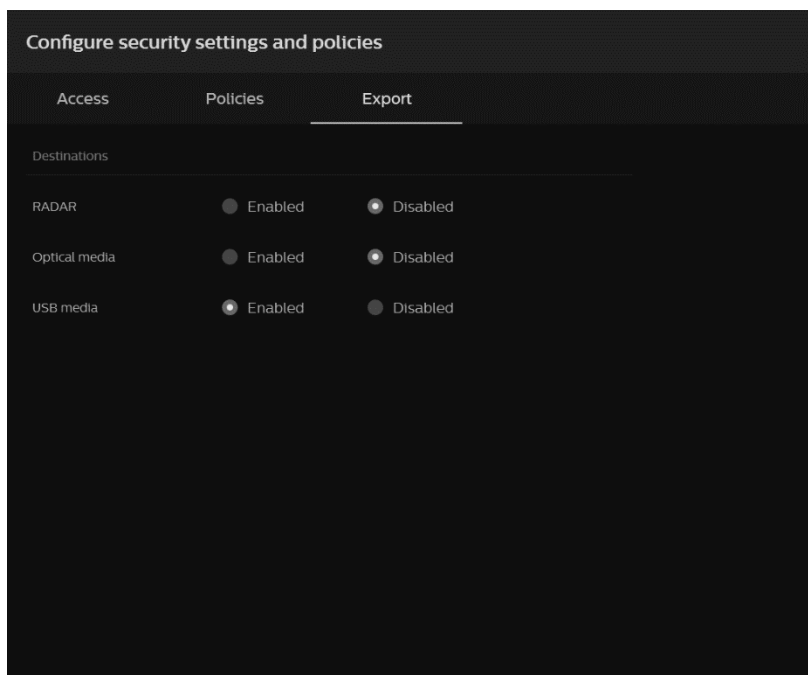 Configure security settings and policies
Access Policies Export
Destinations
RADAR Enabled Disabled
Optical media Enabled Disabled
USB media Enabled Disabled